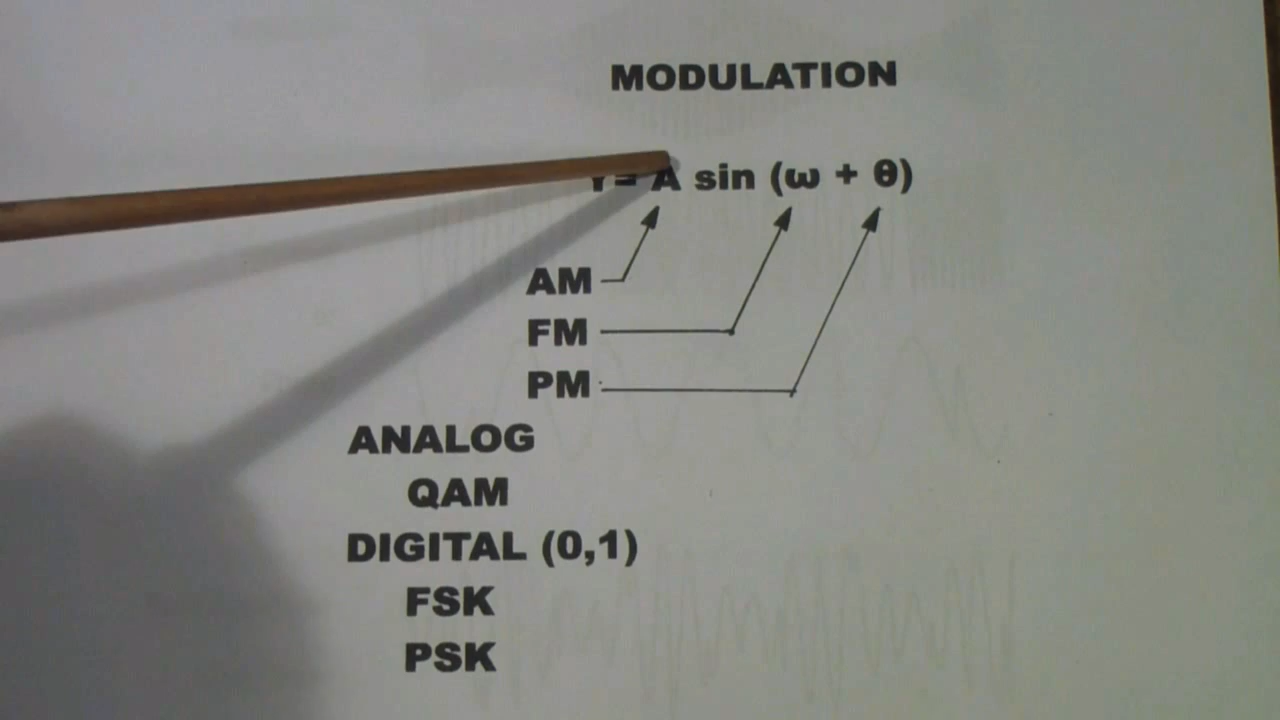 MODULATION
Y= A sin (ω + θ)
AM
FM
PM
ANALOG
QAM
DIGITAL (0,1)
FSK
PSK